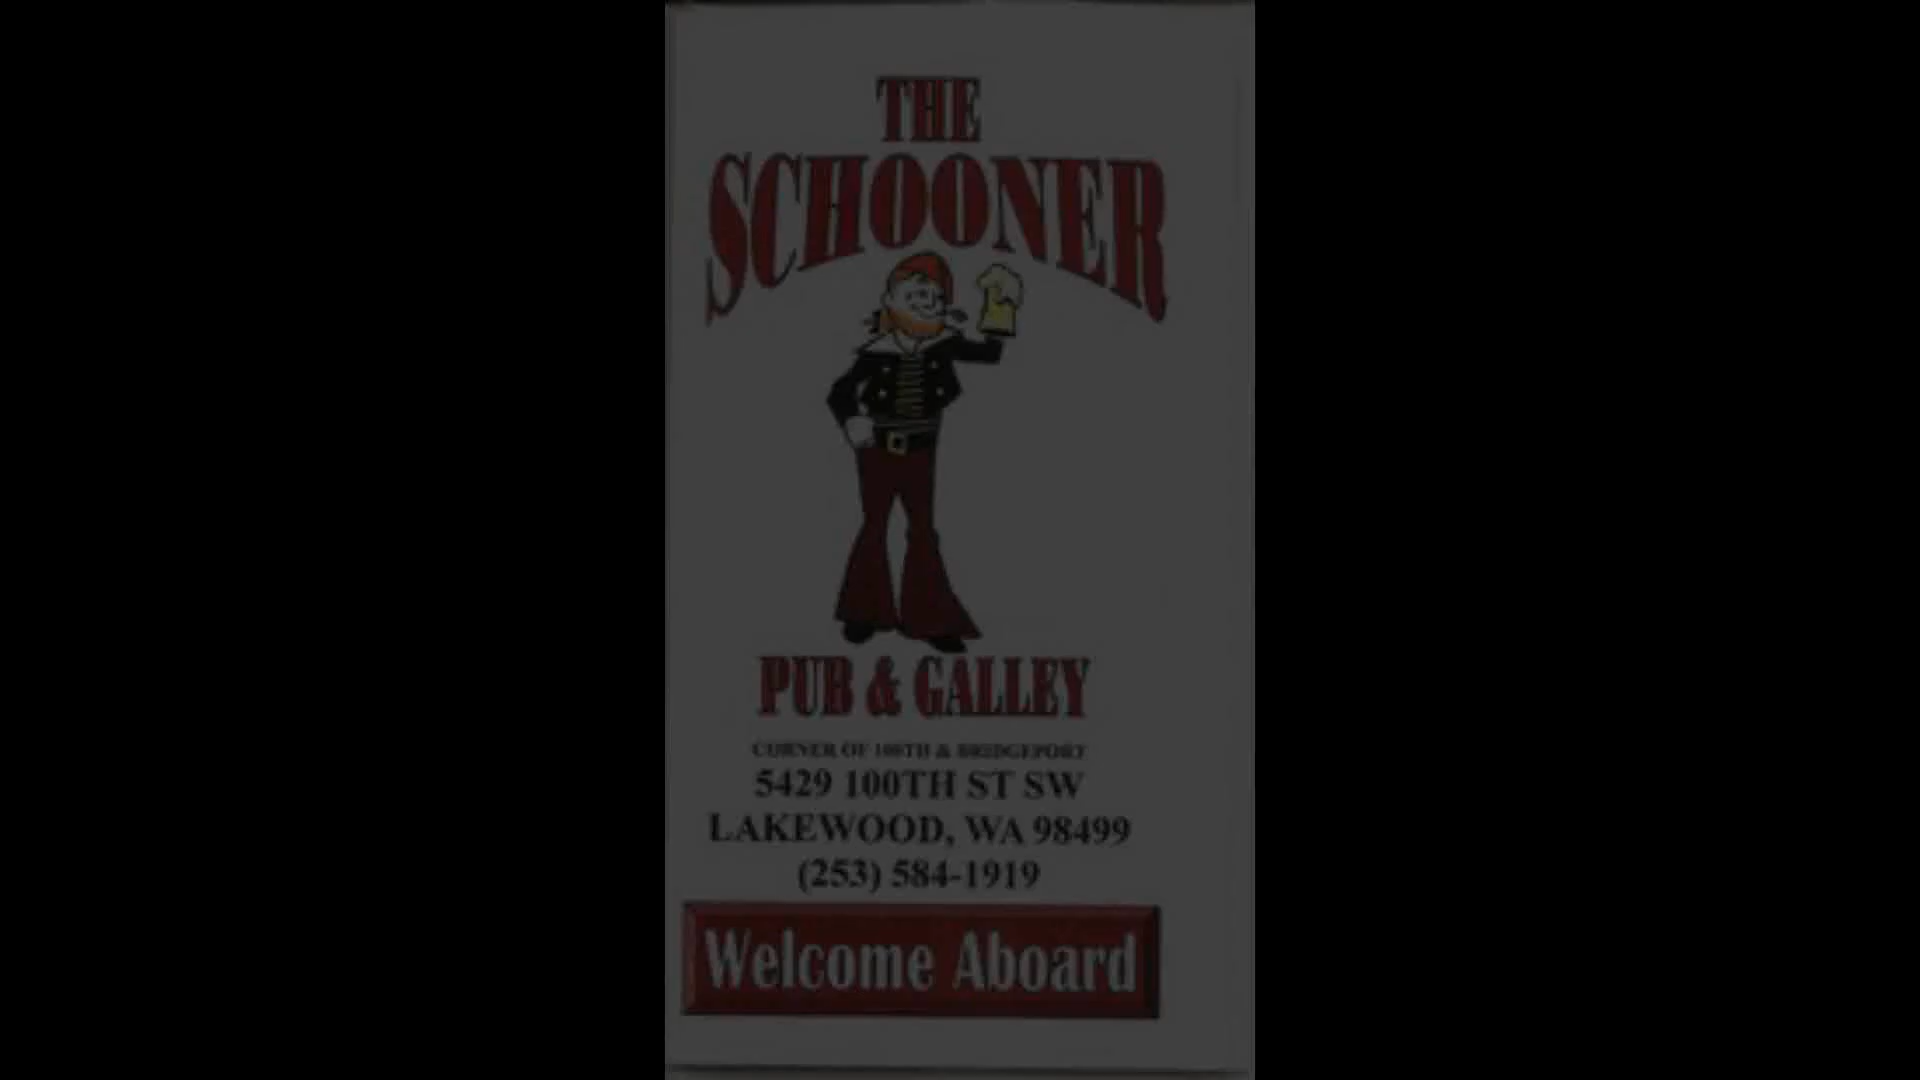 THE
SCHOONER
PUB & GALLEY
CORNER OF 100TH & BRIDGEPORT
5429 100TH ST SW
LAKEWOOD, WA 98499
(253) 584-1919
Welcome Aboard